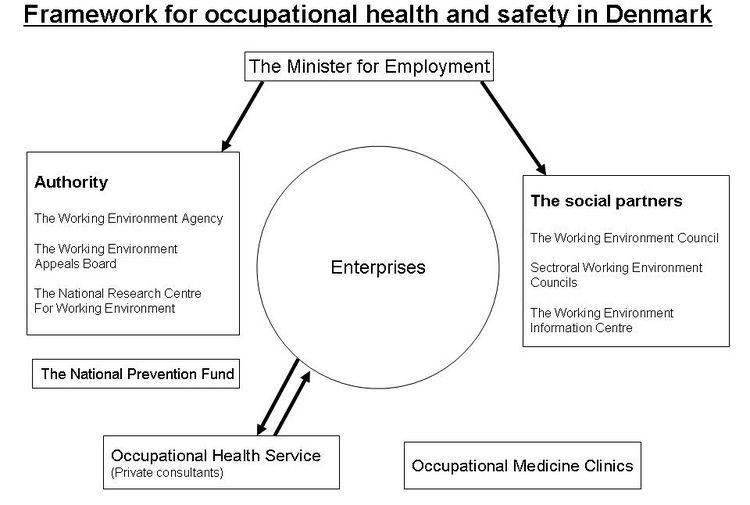 Framework for occupational health and safety in Denmark
The Minister for Employment
Authority
The Working Environment Agency
The Working Environment
Appeals Board
The National Research Centre
For Working Environment
Enterprises
The social partners
The Working Environment Council
Sectroral Working Environment
Councils
The Working Environment
Information Centre
The National Prevention Fund
Occupational Health Service
(Private consultants)
Occupational Medicine Clinics